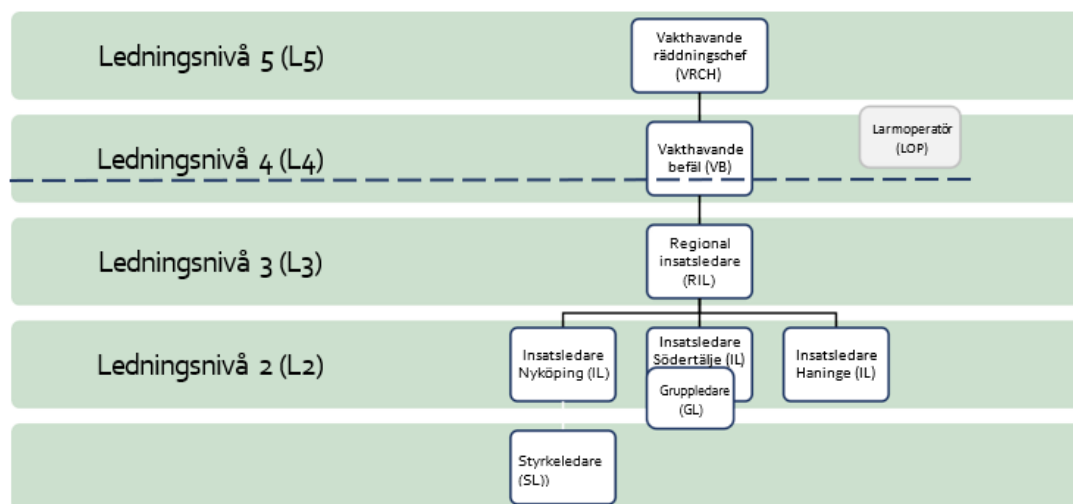 Ledningsnivå 5 (L5)
Vakthavande
räddningschef
(VRCH)
Ledningsnivå 4 (L4)
Vakthavande
befäl (VB)
Larmoperatör
(LOP)
Ledningsnivå 3 (L3)
Regional
insatsledare
(RIL)
Ledningsnivå 2 (L2)
Insatsledare
Nyköping (IL)
Insatsledare
Södertälje (IL)
Gruppledare
(GL)
Insatsledare
Haninge (IL)
Styrkeledare
(SL))